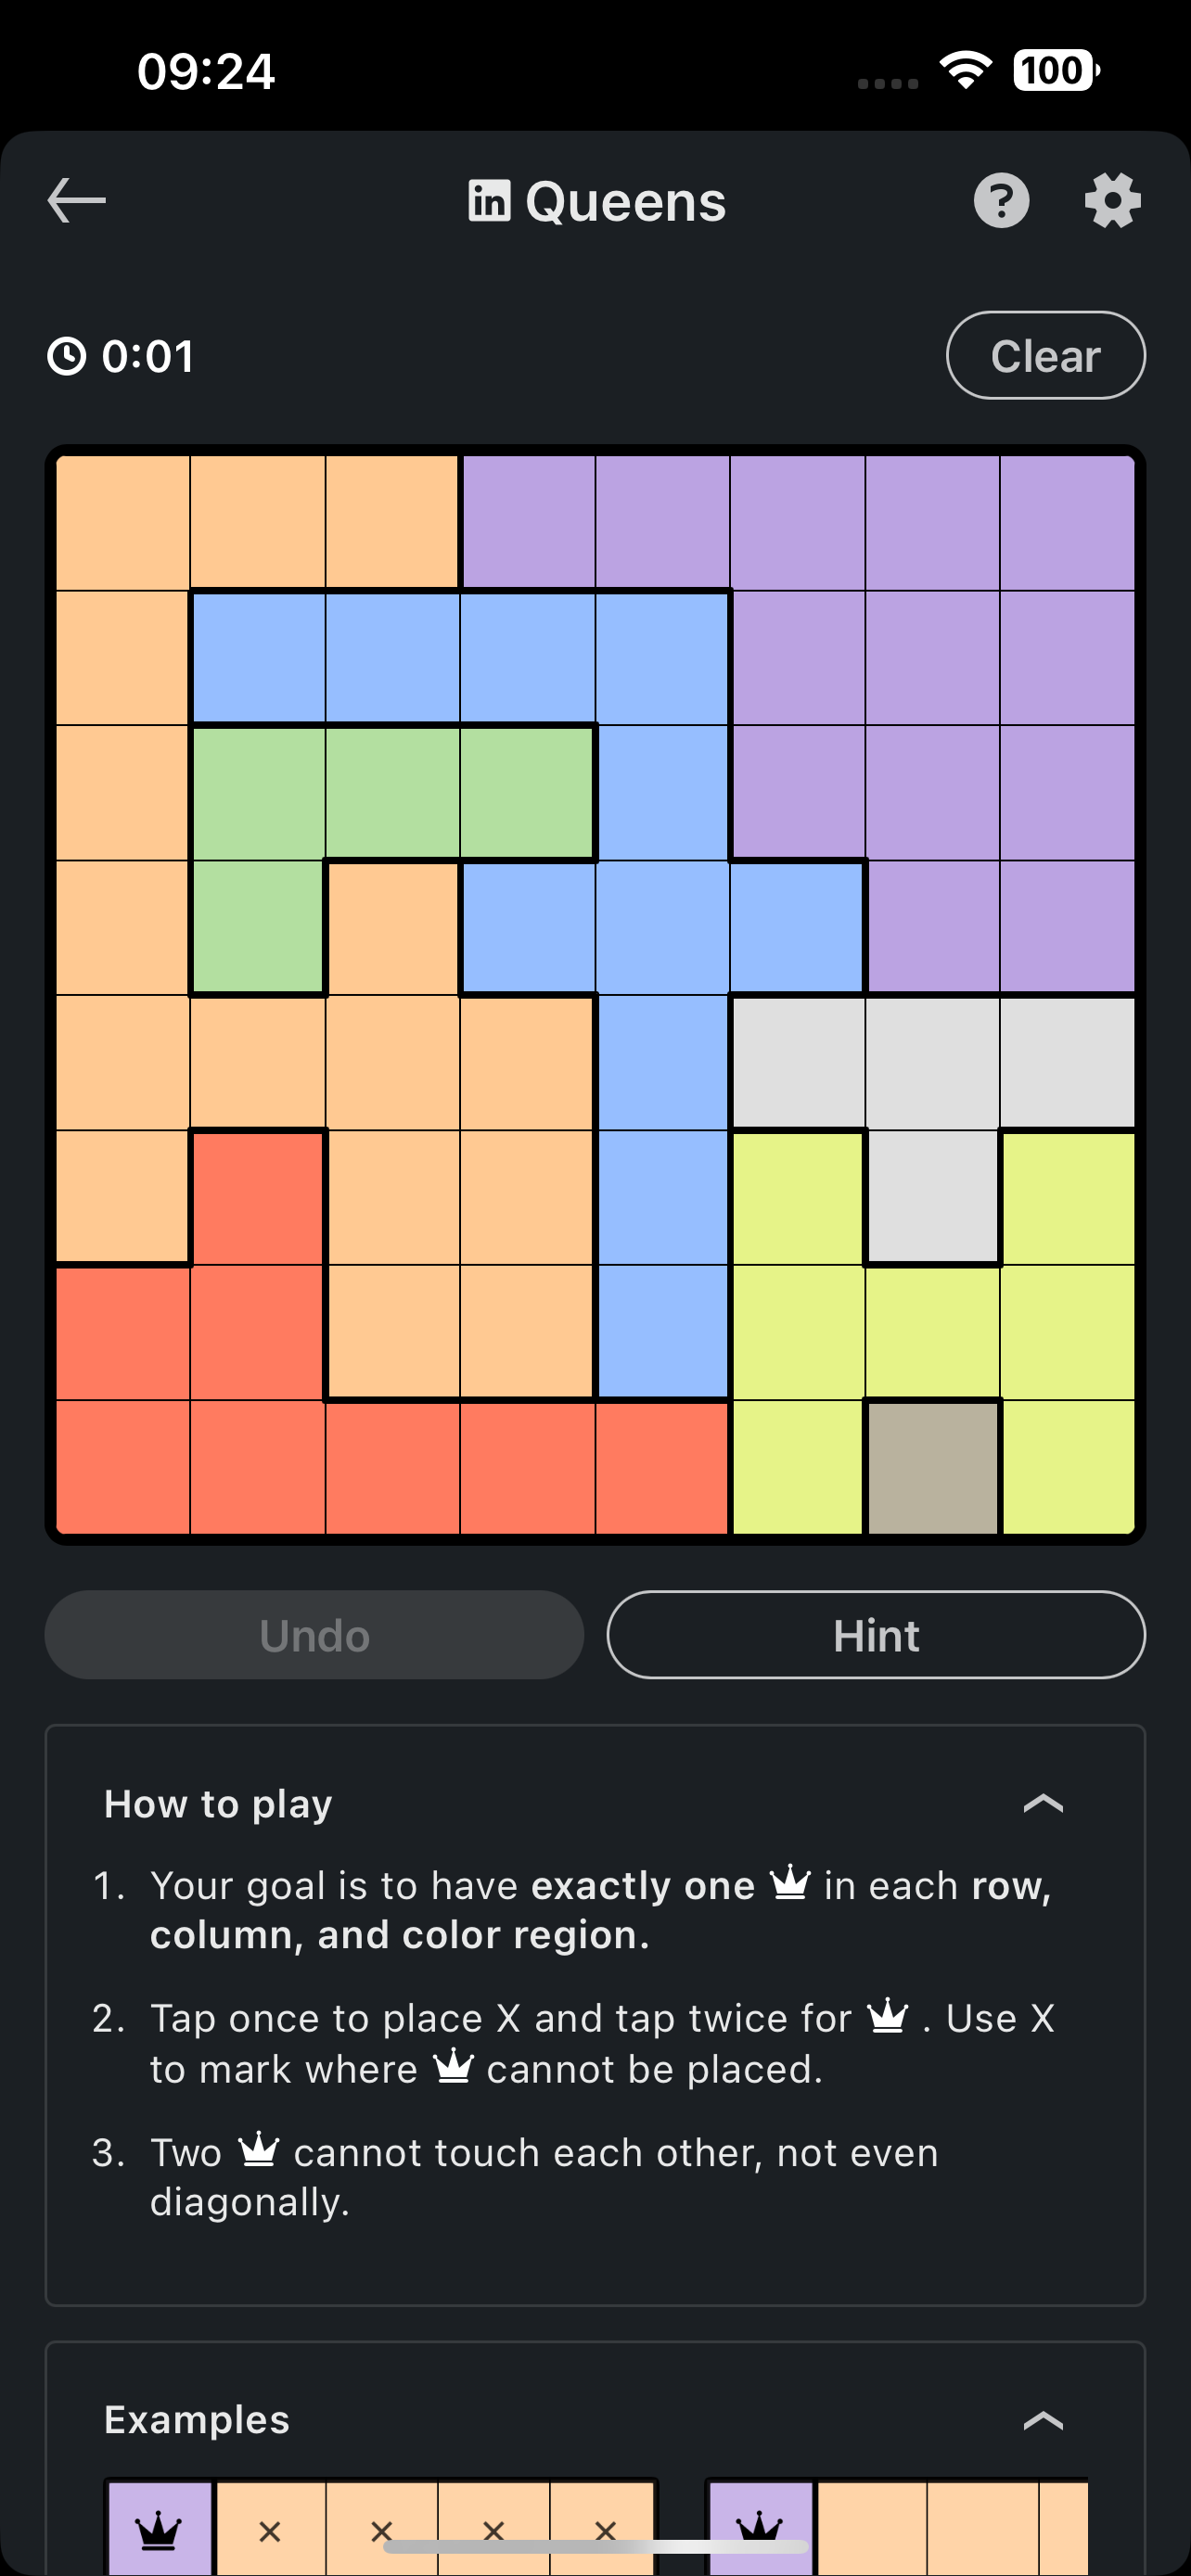 09:24
100
in Queens
?
0:01
Clear
Undo
Hint
How to play
1. Your goal is to have exactly one in each row,
column, and color region.
2. Tap once to place X and tap twice for . Use X
to mark where cannot be placed.
3. Two cannot touch each other, not even
diagonally.
Examples